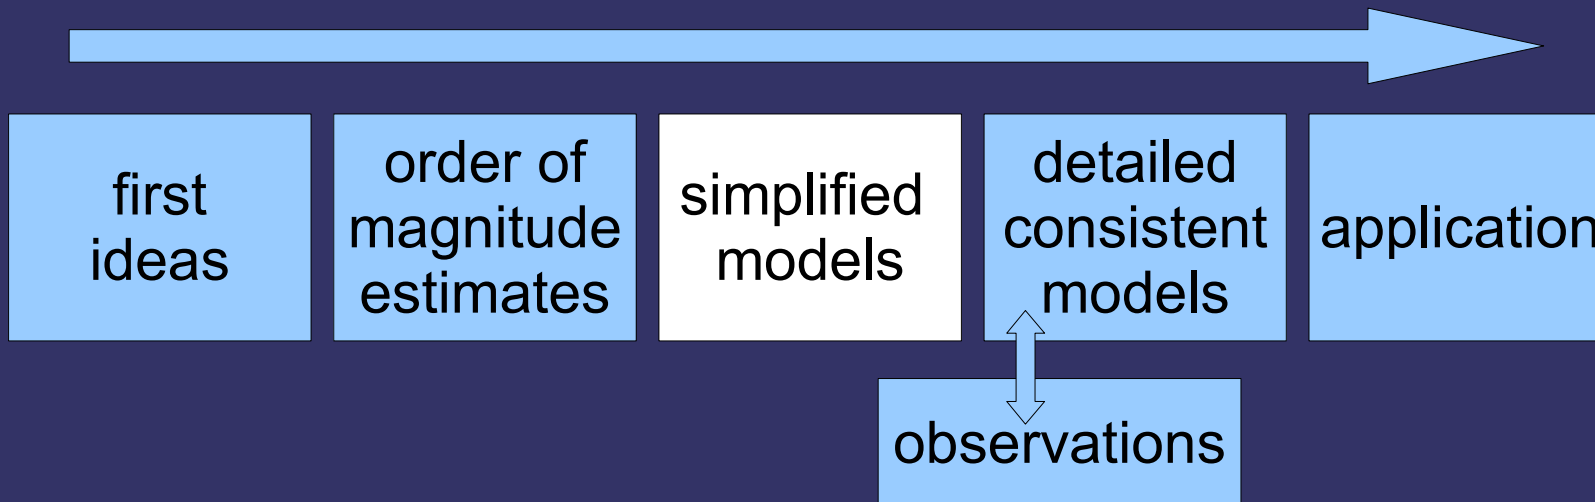 first
ideas
order of
magnitude
estimates
simplified
models
detailed
consistent
models
application
observations